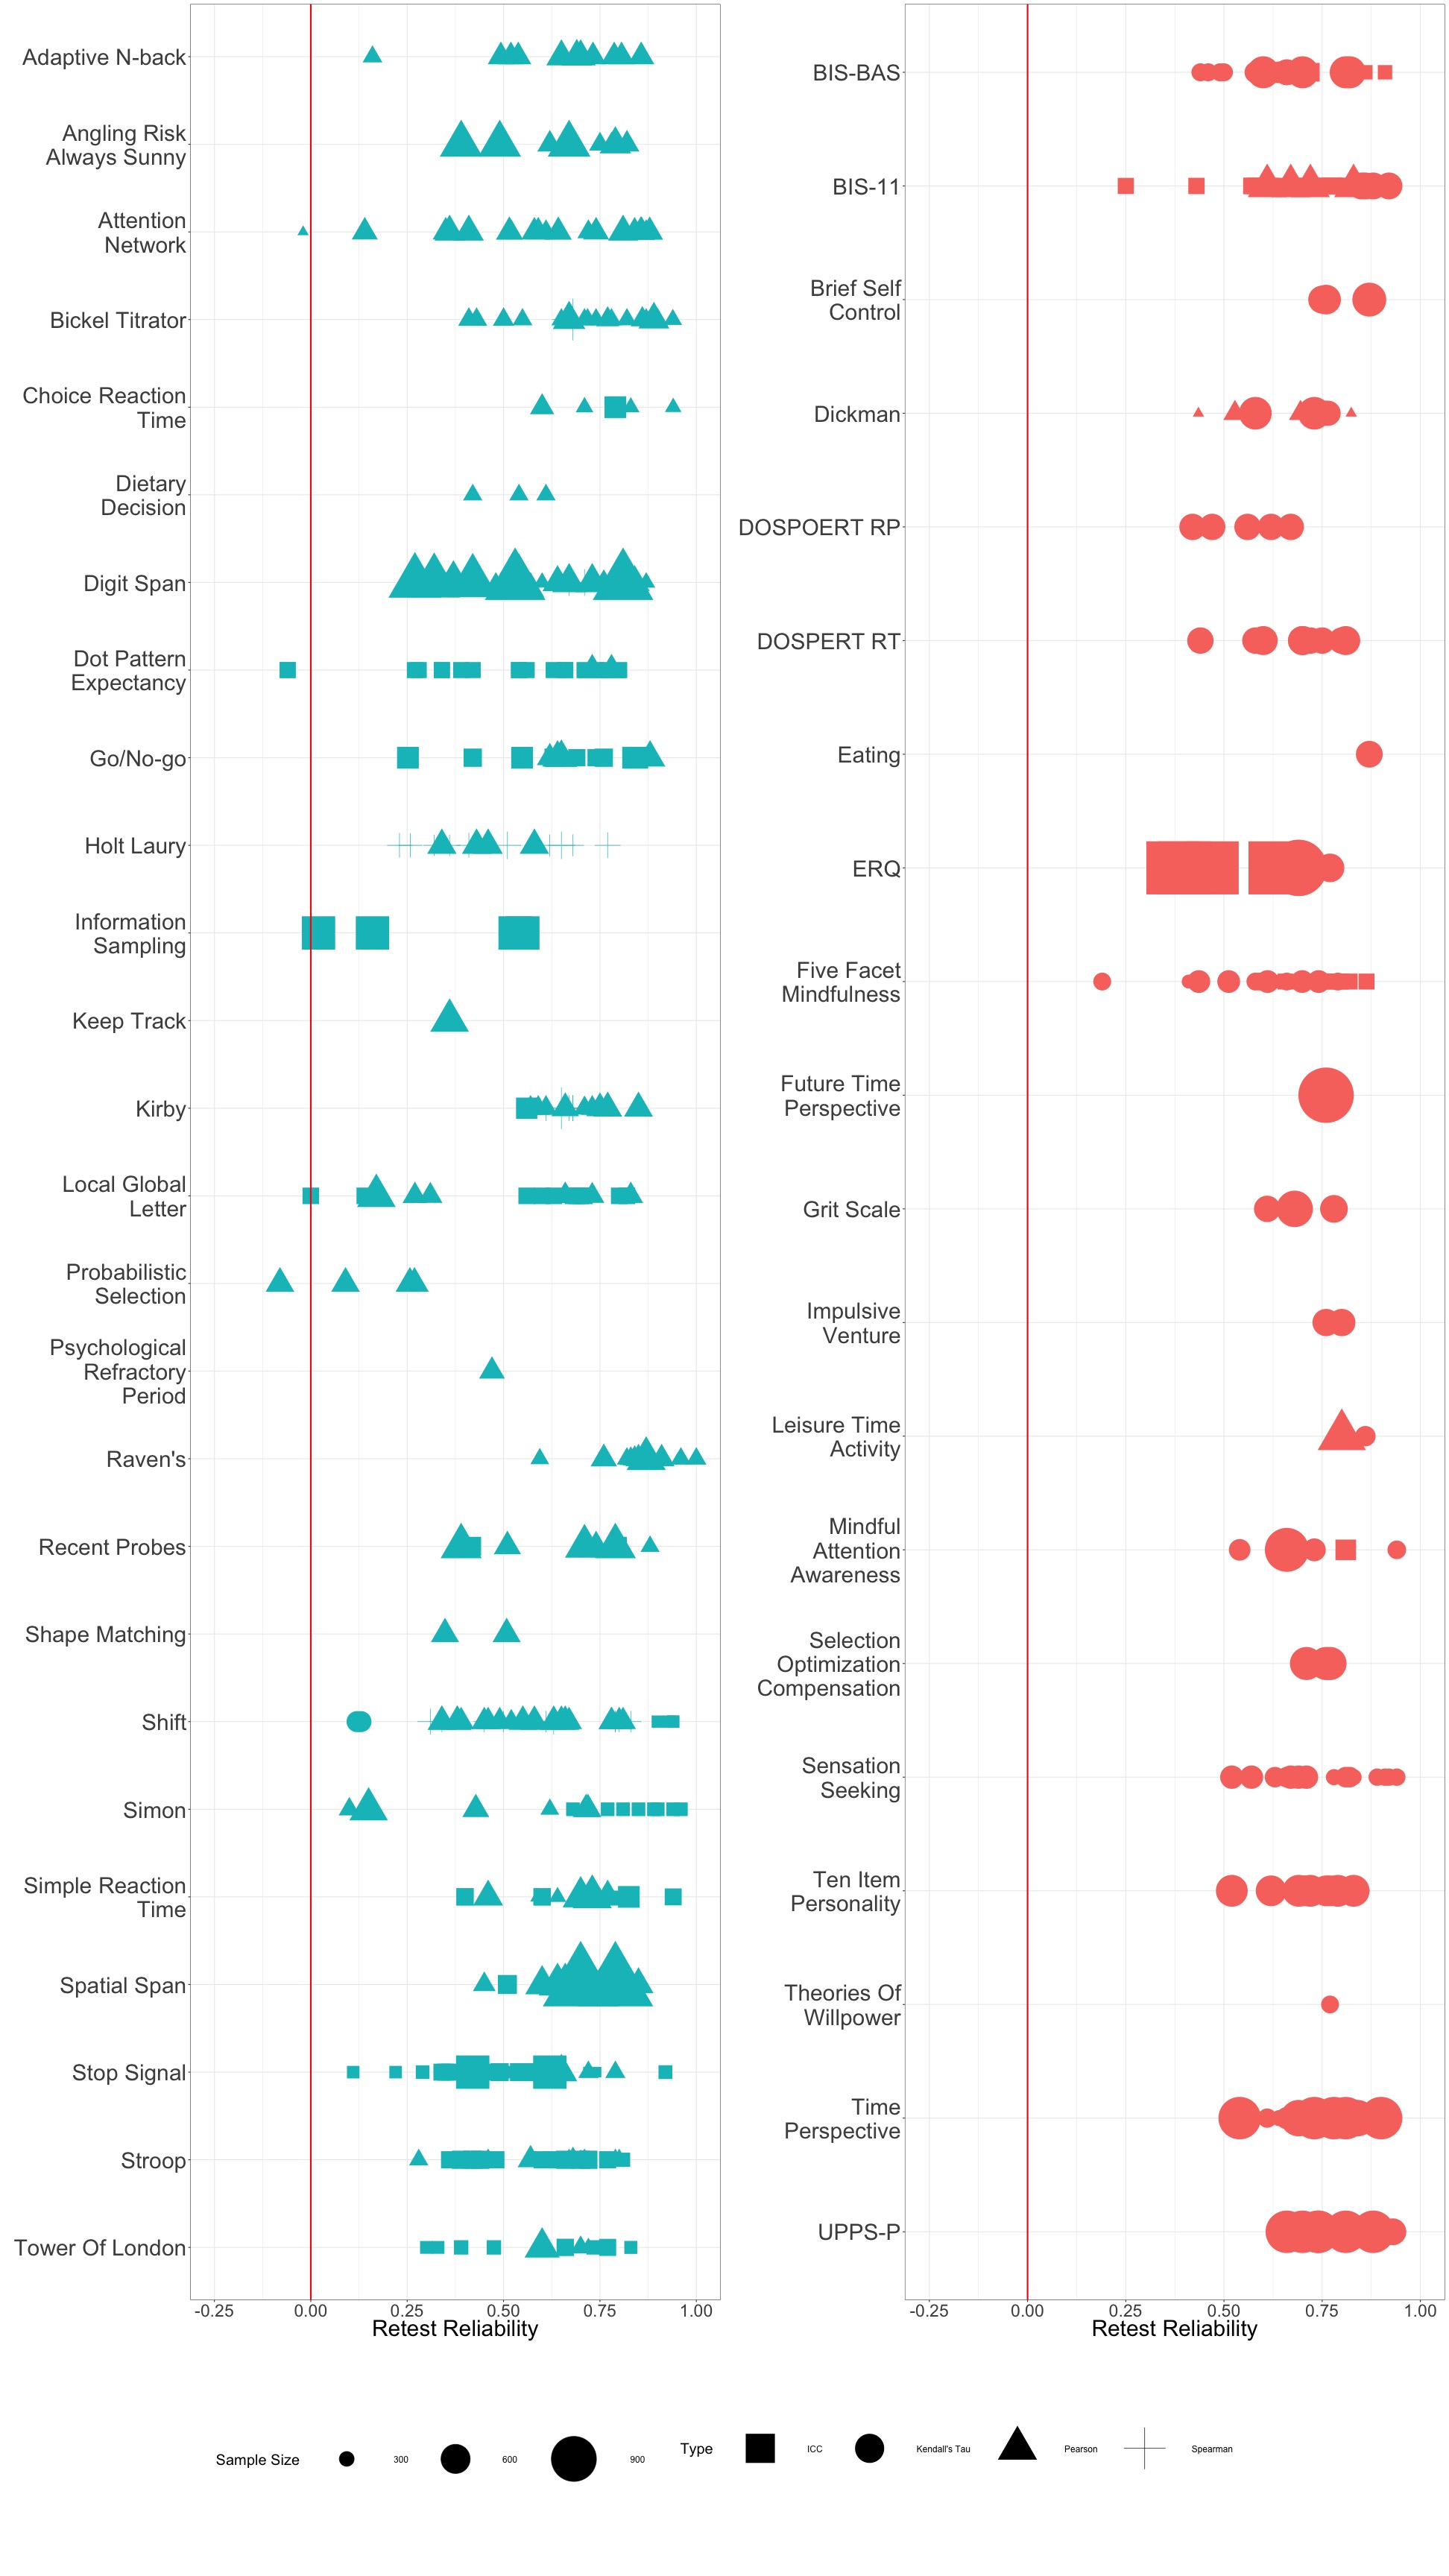 Adaptive N-back
Angling Risk
Always Sunny
Attention
Network
Bickel Titrator
Choice Reaction
Time
Dietary
Decision
Digit Span
Dot Pattern
Expectancy
Go/No-go
Holt Laury
Information
Sampling
Keep Track
Kirby
Local Global
Letter
Probabilistic
Selection
Psychological
Refractory
Period
Raven's
Recent Probes
Shape Matching
Shift
Simon
Simple Reaction
Time
Spatial Span
Stop Signal
Stroop
Tower Of London
-0.25 0.00 0.25 0.50 0.75 1.00
Retest Reliability
BIS-BAS
BIS-11
Brief Self
Control
Dickman
DOSPOERT RP
DOSPERT RT
Eating
ERQ
Five Facet
Mindfulness
Future Time
Perspective
Grit Scale
Impulsive
Venture
Leisure Time
Activity
Mindful
Attention
Awareness
Selection
Optimization
Compensation
Sensation
Seeking
Ten Item
Personality
Theories Of
Willpower
Time
Perspective
UPPS-P
-0.25 0.00 0.25 0.50 0.75 1.00
Retest Reliability
Sample Size 300 600 900
Type ICC Kendall's Tau Pearson Spearman